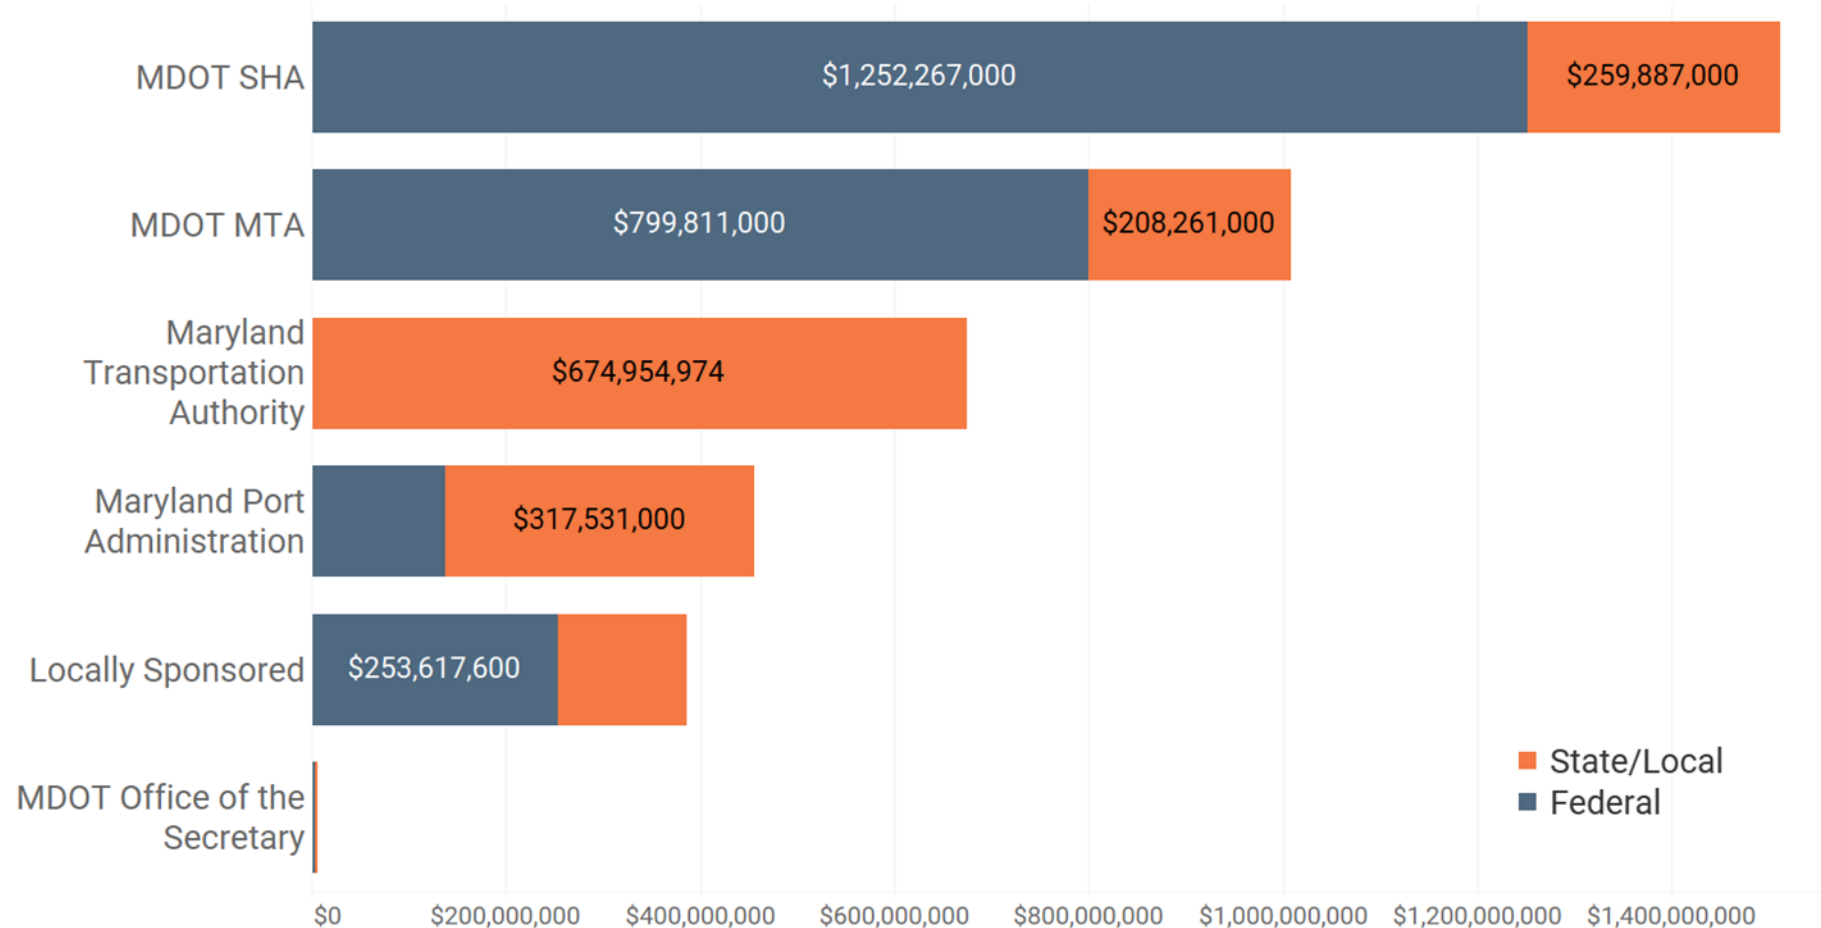 MDOT SHA
$1,252,267,000
$259,887,000
MDOT MTA
$799,811,000
$208,261,000
Maryland
Transportation
Authority
$674,954,974
Maryland Port
Administration
$317,531,000
Locally Sponsored
$253,617,600
MDOT Office of the
Secretary
State/Local
Federal
$0
$200,000,000
$400,000,000
$600,000,000
$800,000,000
$1,000,000,000
$1,200,000,000
$1,400,000,000